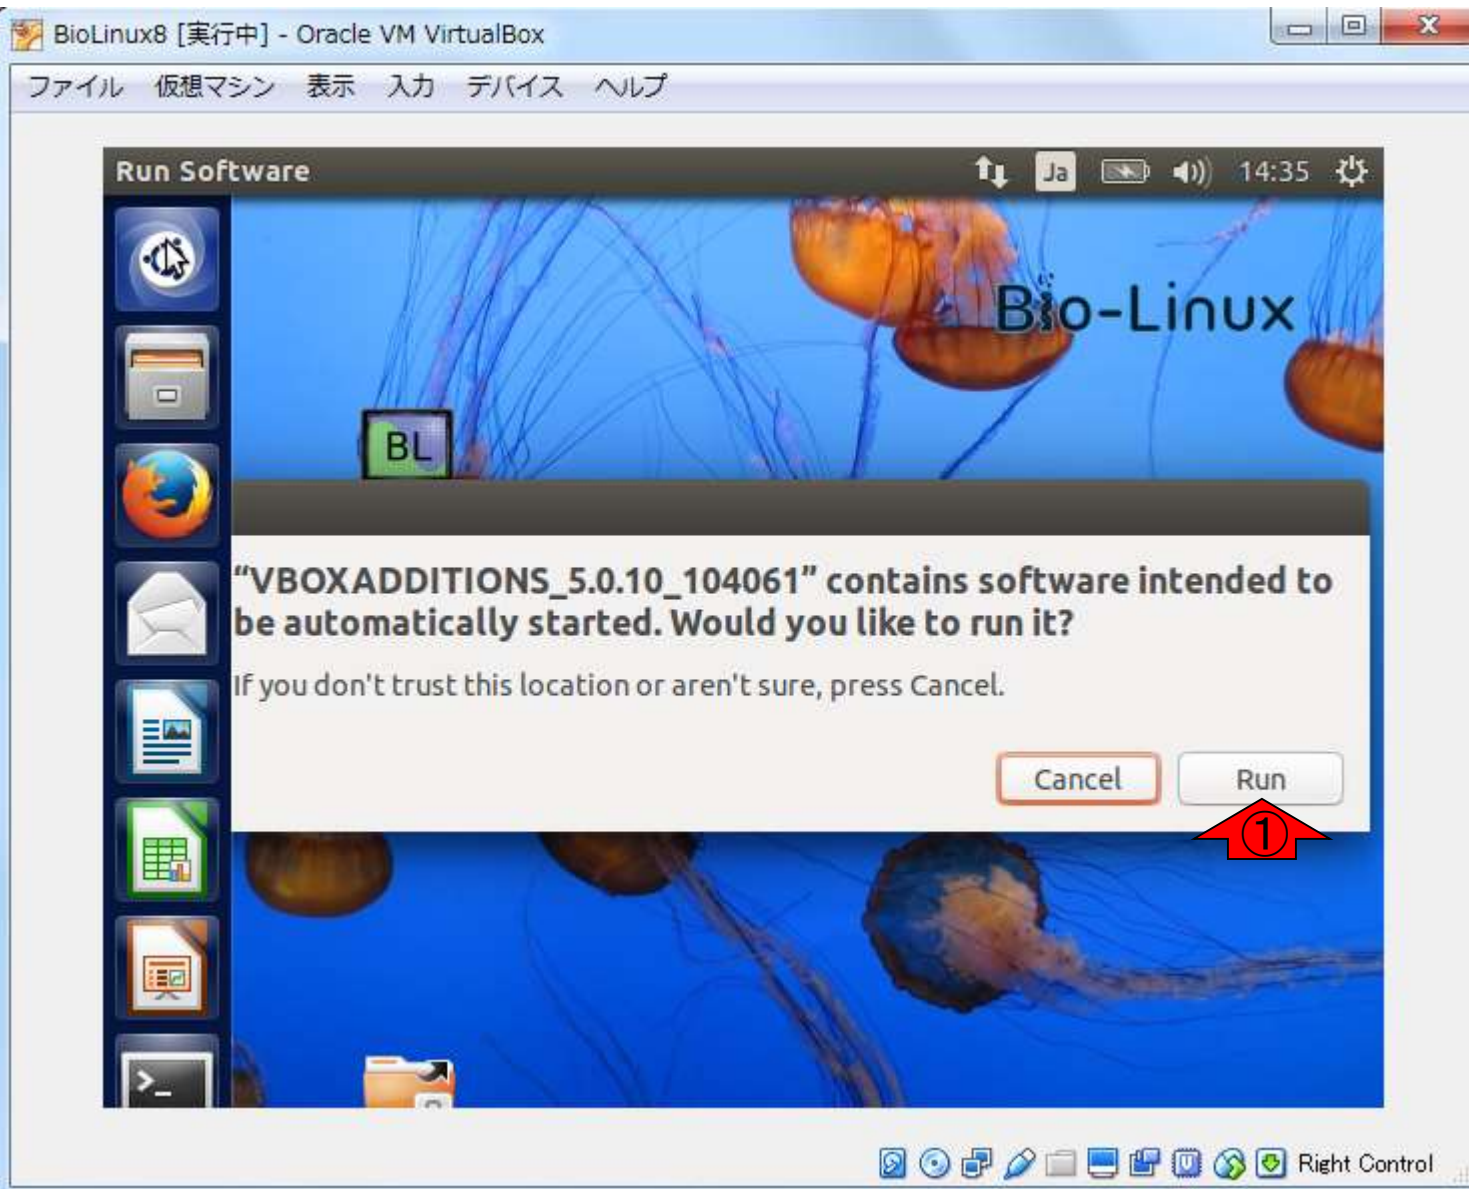 BioLinux8 [実行中] - Oracle VM VirtualBox
ファイル 仮想マシン 表示 入力 デバイス ヘルプ
Run Software Ja 14:35
Bio-Linux
BL
“VBOXADDITIONS_5.0.10_104061” contains software intended to
be automatically started. Would you like to run it?
If you don't trust this location or aren't sure, press Cancel.
Cancel Run
①
>_
Right Control